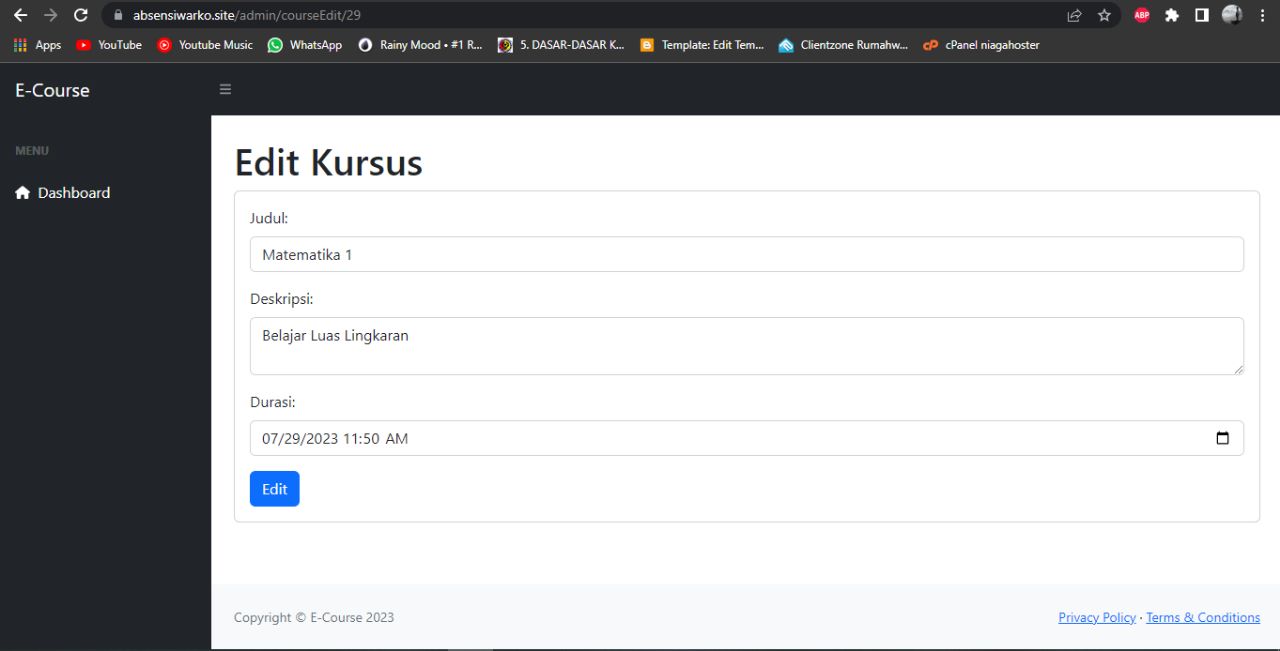 absensiwarko.site/admin/courseEdit/29
ABP
Apps YouTube Youtube Music WhatsApp Rainy Mood • #1 R... 5. DASAR-DASAR K... Template: Edit Tem... Clientzone Rumahw... cP cPanel niagahoster
E-Course
MENU
Dashboard
Edit Kursus
Judul:
Matematika 1
Deskripsi:
Belajar Luas Lingkaran
Durasi:
07/29/2023 11:50 AM
Edit
Copyright © E-Course 2023
Privacy Policy · Terms & Conditions